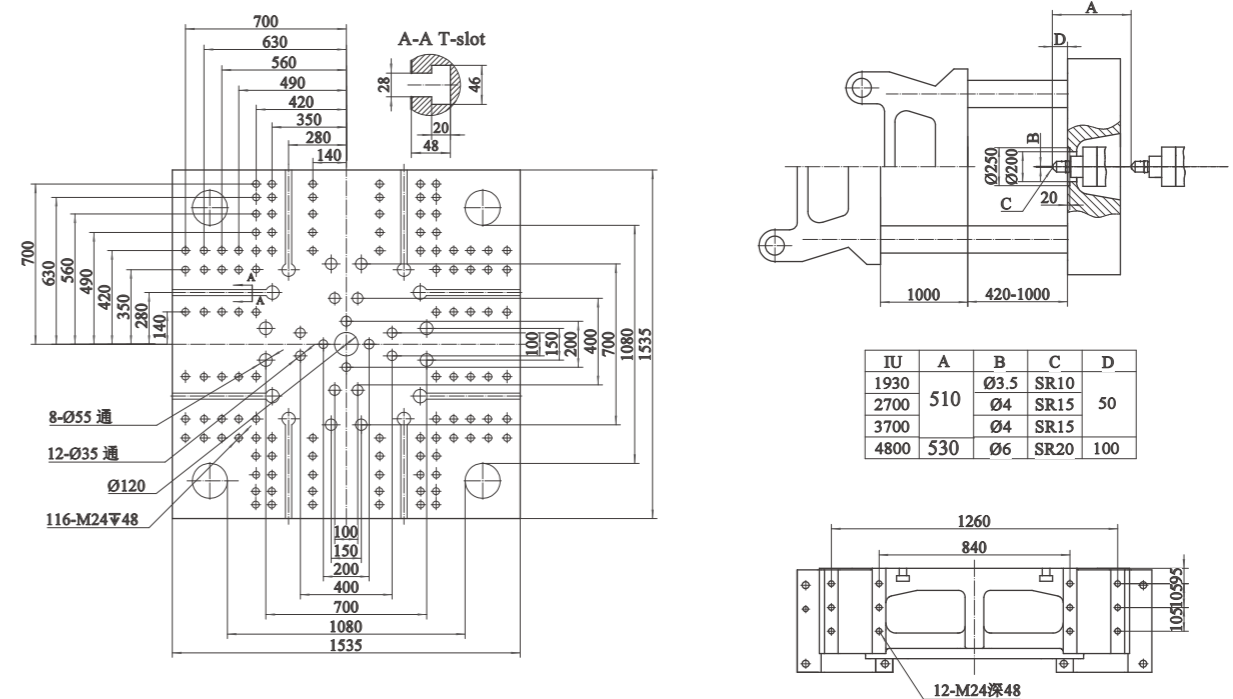 700
630
560
490
420
350
280
140
A-A T-slot
28
46
20
48
700
630
560
490
420
350
280
140
A
A
100
150
200
400
700
1080
1535
8-Ø55 通
12-Ø35 通
Ø120
116-M24↧48
100
150
200
400
700
1080
1535
A
D
B
Ø250
Ø200
20
C
1000
420-1000
IU A B C D
1930 510 Ø3.5 SR10 50
2700 Ø4 SR15
3700 Ø4 SR15
4800 530 Ø6 SR20 100
1260
840
95
105
105
12-M24深48